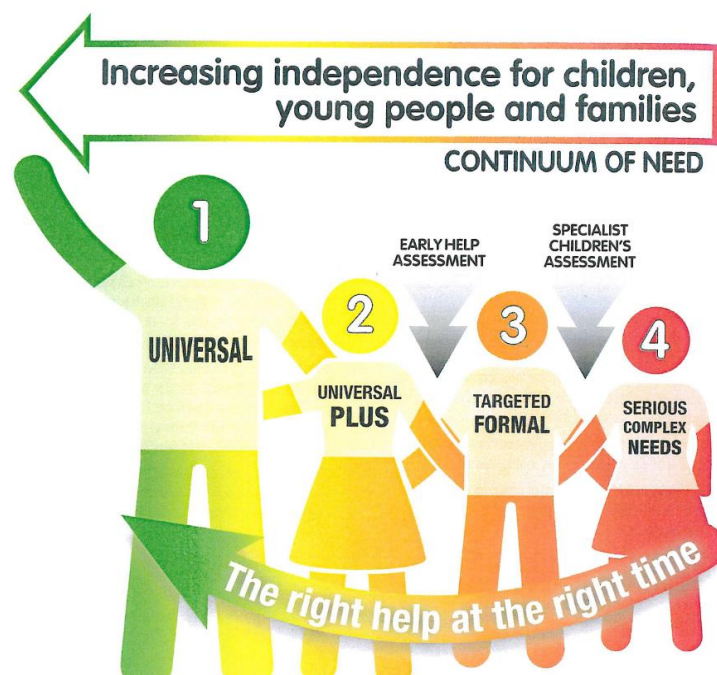 Increasing independence for children,
young people and families
CONTINUUM OF NEED
1
EARLY HELP
ASSESSMENT
SPECIALIST
CHILDREN'S
ASSESSMENT
2
3
4
UNIVERSAL
UNIVERSAL
PLUS
TARGETED
FORMAL
SERIOUS
COMPLEX
NEEDS
The right help at the right time